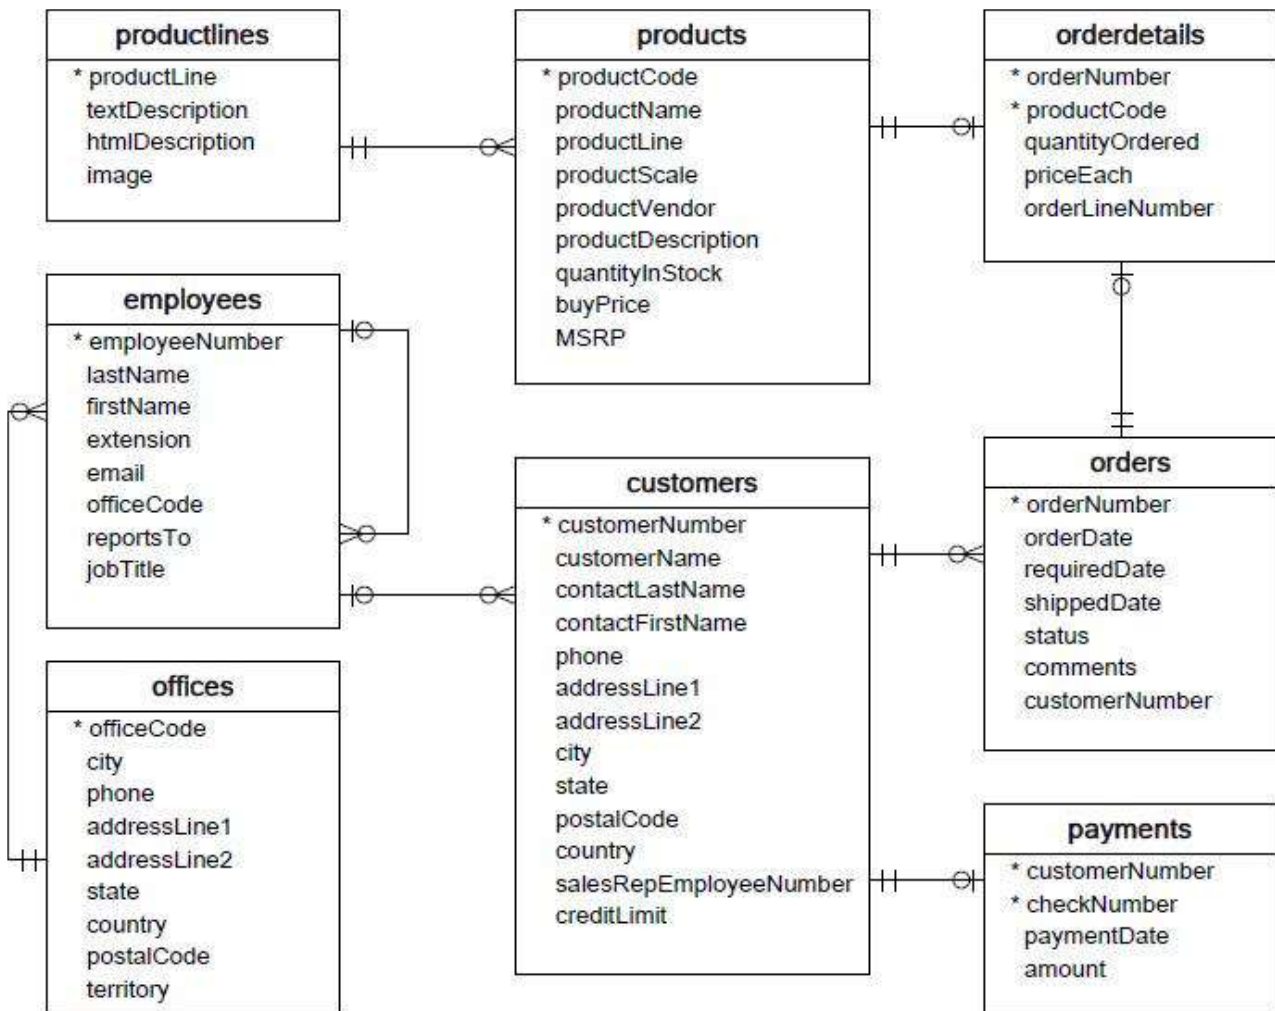 productlines
* productLine
textDescription
htmlDescription
image
products
* productCode
productName
productLine
productScale
productVendor
productDescription
quantityInStock
buyPrice
MSRP
orderdetails
* orderNumber
* productCode
quantityOrdered
priceEach
orderLineNumber
employees
* employeeNumber
lastName
firstName
extension
email
officeCode
reportsTo
jobTitle
customers
* customerNumber
customerName
contactLastName
contactFirstName
phone
addressLine1
addressLine2
city
state
postalCode
country
salesRepEmployeeNumber
creditLimit
orders
* orderNumber
orderDate
requiredDate
shippedDate
status
comments
customerNumber
offices
* officeCode
city
phone
addressLine1
addressLine2
state
country
postalCode
territory
payments
* customerNumber
* checkNumber
paymentDate
amount